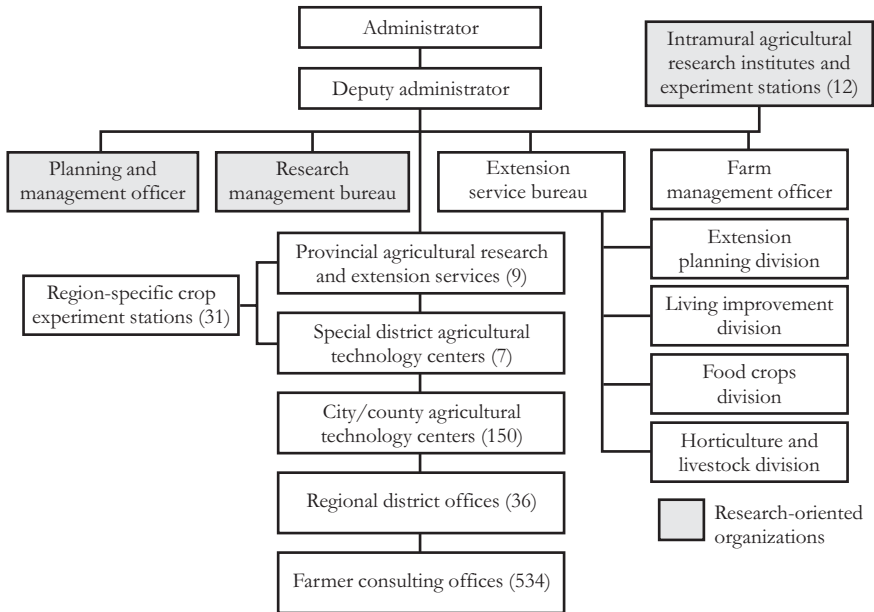 Administrator
Intramural agricultural
research institutes and
experiment stations (12)
Deputy administrator
Planning and
management officer
Research
management bureau
Extension
service bureau
Farm
management officer
Provincial agricultural research
and extension services (9)
Extension
planning division
Region-specific crop
experiment stations (31)
Living improvement
division
Special district agricultural
technology centers (7)
Food crops
division
City/county agricultural
technology centers (150)
Horticulture and
livestock division
Regional district offices (36)
Research-oriented
organizations
Farmer consulting offices (534)